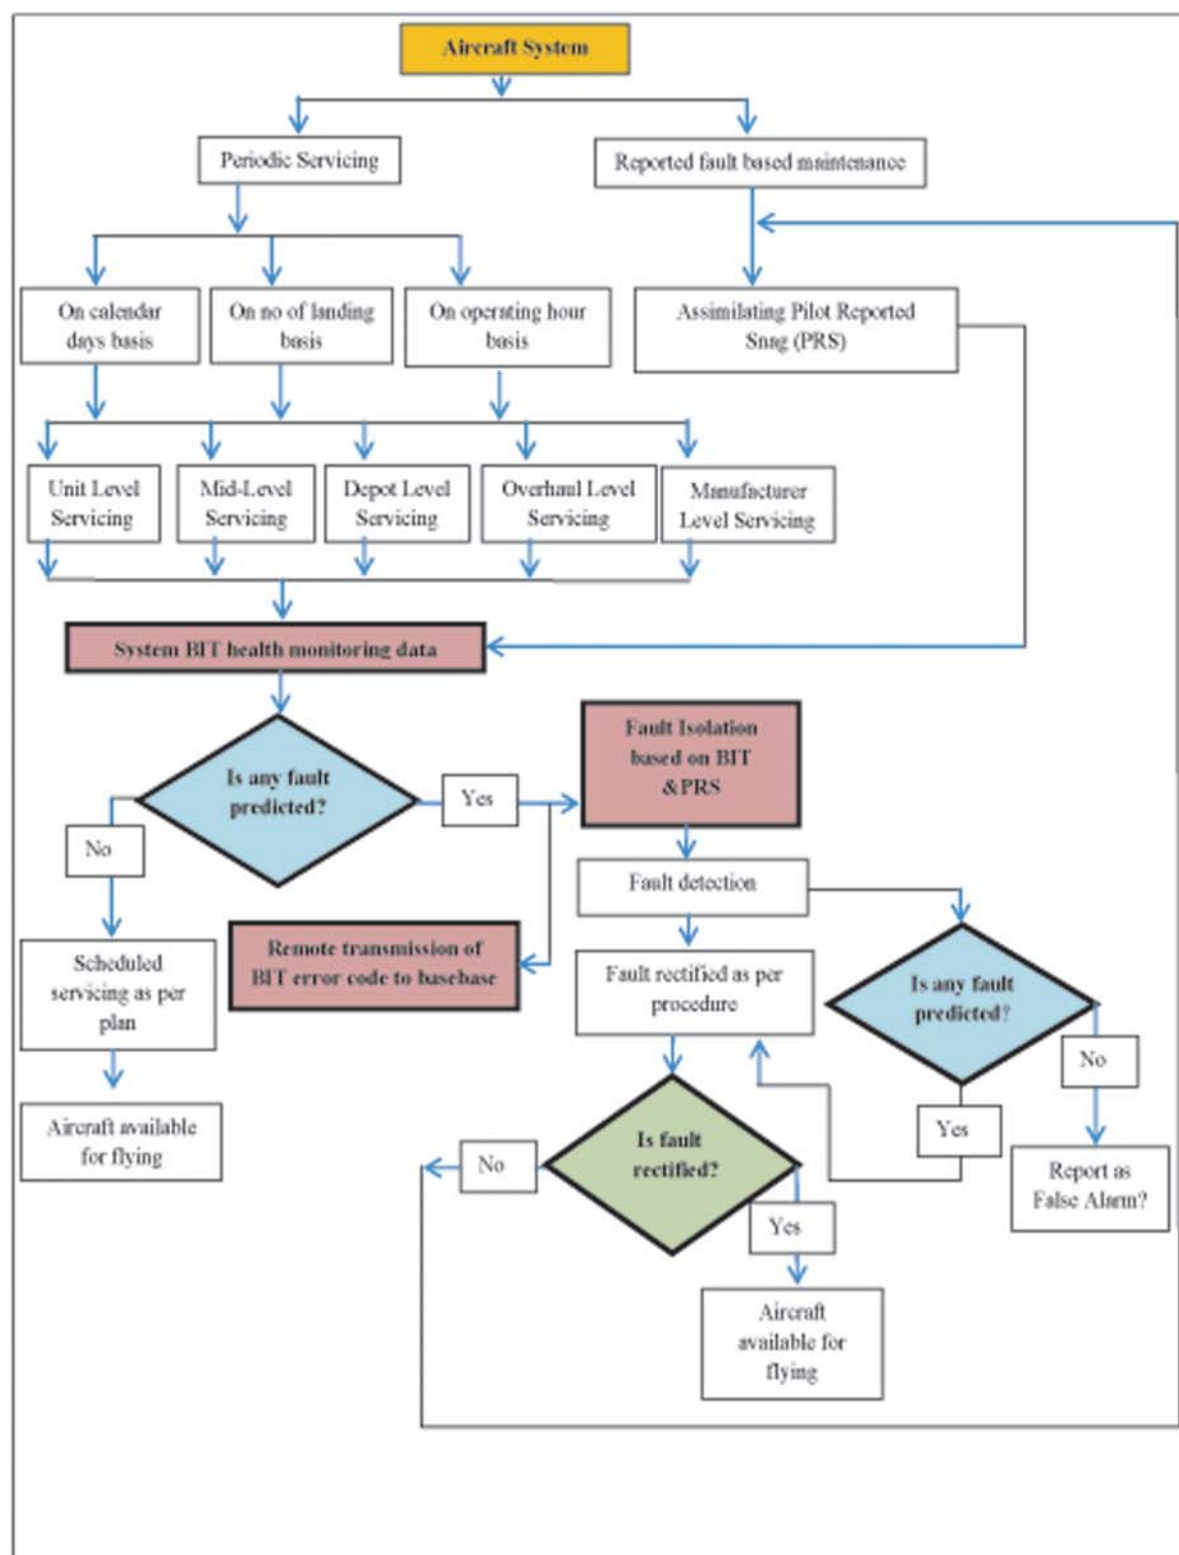 Aircraft System
Periodic Servicing
Reported fault based maintenance
On calendar
days basis
On no of landing
basis
On operating hour
basis
Assimilating Pilot Reported
Snag (PRS)
Unit Level
Servicing
Mid-Level
Servicing
Depot Level
Servicing
Overhaul Level
Servicing
Manufacturer
Level Servicing
System BIT health monitoring data
Is any fault
predicted?
Yes
No
Fault Isolation
based on BIT
&PRS
Fault detection
Remote transmission of
BIT error code to basebase
Scheduled
servicing as per
plan
Fault rectified as per
procedure
Is any fault
predicted?
No
Yes
Aircraft available
for flying
Is fault
rectified?
No
Yes
Report as
False Alarm?
Aircraft
available for
flying